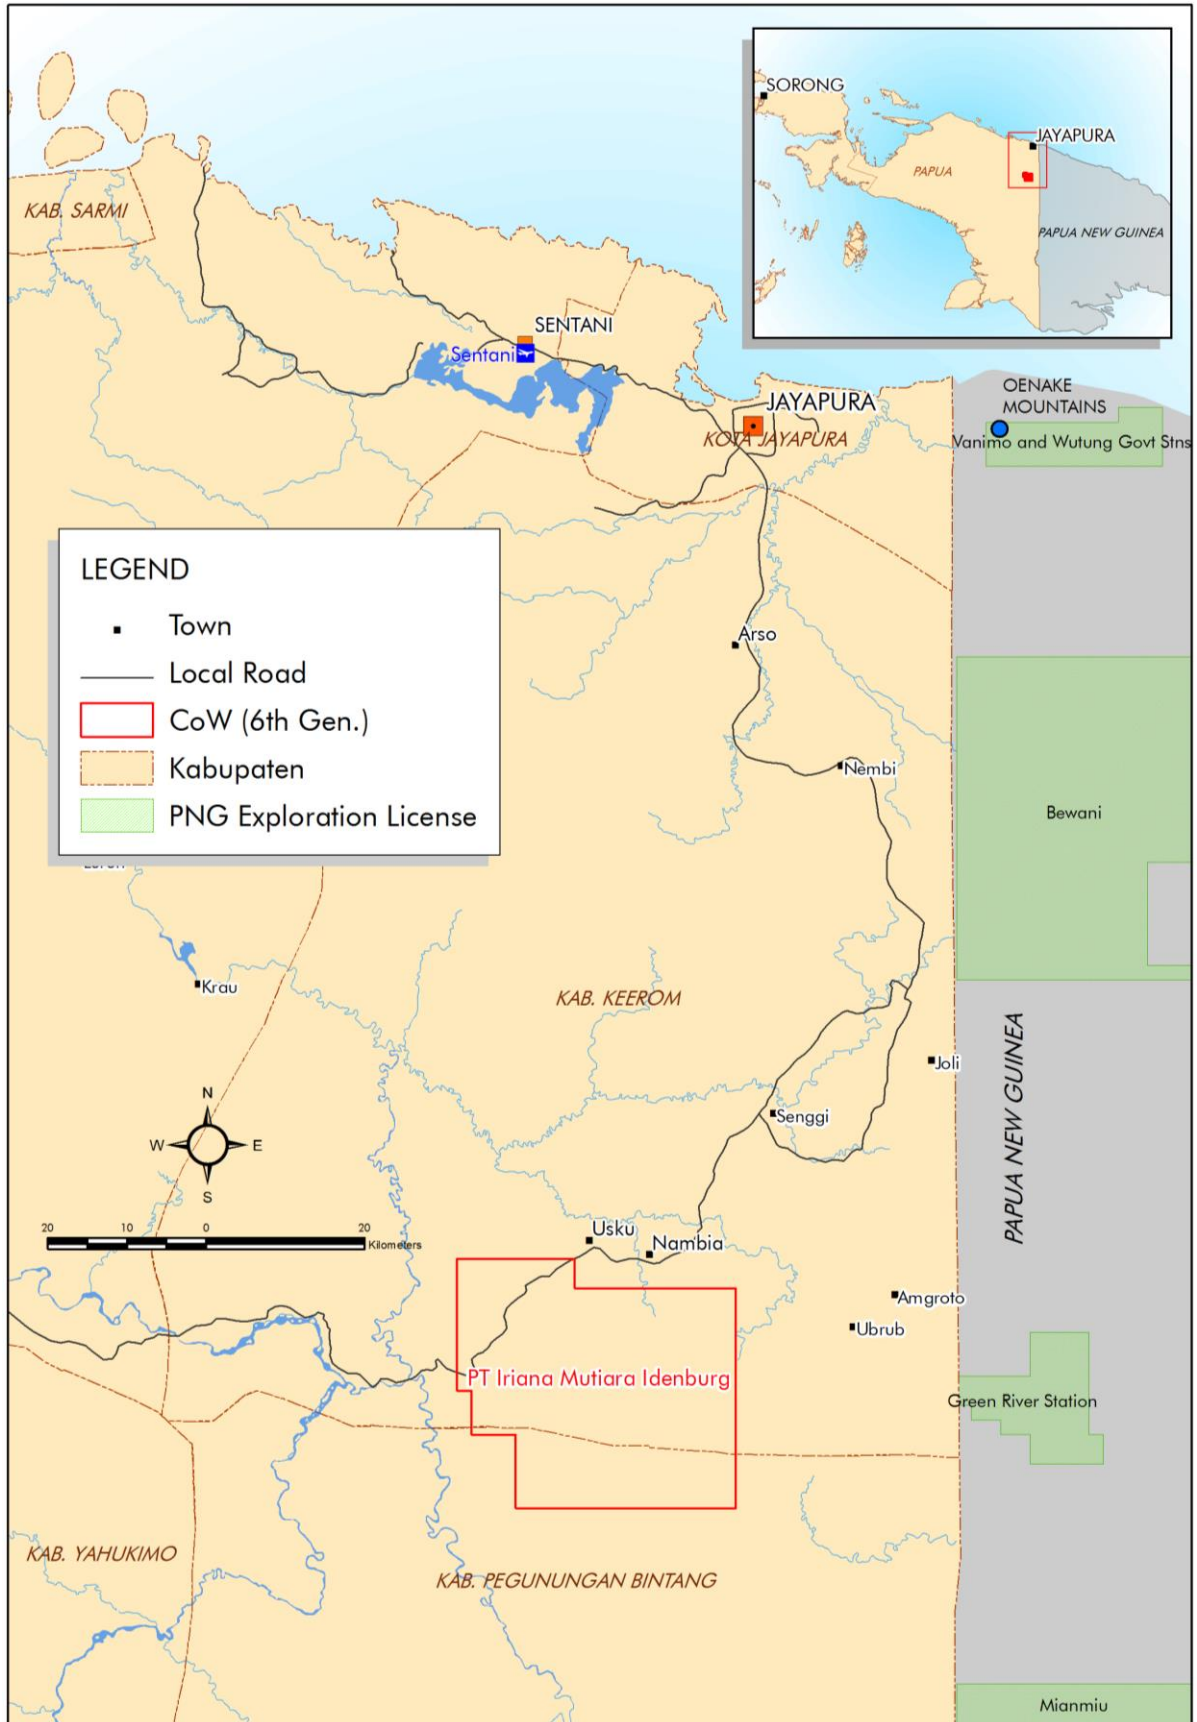 SORONG
JAYAPURA
PAPUA
PAPUA NEW GUINEA
KAB. SARMI
SENTANI
Sentani
JAYAPURA
KOTA JAYAPURA
OENAKE
MOUNTAINS
Vanimo and Wutung Govt Stns
LEGEND
Town
Local Road
CoW (6th Gen.)
Kabupaten
PNG Exploration License
Arso
Nembi
Bewani
Krau
KAB. KEEROM
PAPUA NEW GUINEA
Joli
Senggi
N
W E
S
20 10 0 20
Kilometers
Usku
Nambia
Amgroto
Ubrub
PT Iriana Mutiara Idenburg
Green River Station
KAB. YAHUKIMO
KAB. PEGUNUNGAN BINTANG
Mianmiu